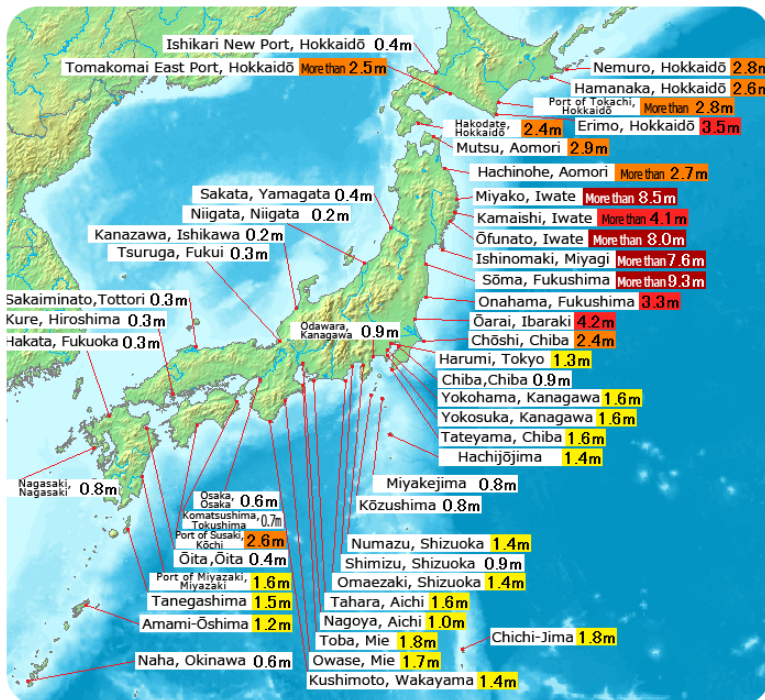 Ishikari New Port, Hokkaidō 0.4m
Tomakomai East Port, Hokkaidō More than 2.5m
Nemuro, Hokkaidō 2.8m
Hamanaka, Hokkaidō 2.6m
Port of Tokachi,
Hokkaidō More than 2.8m
Erimo, Hokkaidō 3.5m
Hakodate,
Hokkaidō 2.4m
Mutsu, Aomori 2.9m
Hachinohe, Aomori More than 2.7m
Miyako, Iwate More than 8.5m
Kamaishi, Iwate More than 4.1m
Ōfunato, Iwate More than 8.0m
Ishinomaki, Miyagi More than 7.6m
Sōma, Fukushima More than 9.3m
Onahama, Fukushima 3.3m
Ōarai, Ibaraki 4.2m
Chōshi, Chiba 2.4m
Sakata, Yamagata 0.4m
Niigata, Niigata 0.2m
Kanazawa, Ishikawa 0.2m
Tsuruga, Fukui 0.3m
Sakaiminato,Tottori 0.3m
Kure, Hiroshima 0.3m
Hakata, Fukuoka 0.3m
Odawara,
Kanagawa 0.9m
Harumi, Tokyo 1.3m
Chiba,Chiba 0.9m
Yokohama, Kanagawa 1.6m
Yokosuka, Kanagawa 1.6m
Tateyama, Chiba 1.6m
Hachijōjima 1.4m
Miyakejima 0.8m
Kōzushima 0.8m
Nagasaki,
Nagasaki 0.8m
Osaka,
Osaka 0.6m
Komatsushima,
Tokushima 0.7m
Port of Susaki,
Kōchi 2.6m
Ōita,Ōita 0.4m
Port of Miyazaki,
Miyazaki 1.6m
Tanegashima 1.5m
Amami-Ōshima 1.2m
Naha, Okinawa 0.6m
Numazu, Shizuoka 1.4m
Shimizu, Shizuoka 0.9m
Omaezaki, Shizuoka 1.4m
Tahara, Aichi 1.6m
Nagoya, Aichi 1.0m
Toba, Mie 1.8m
Owase, Mie 1.7m
Kushimoto, Wakayama 1.4m
Chichi-Jima 1.8m